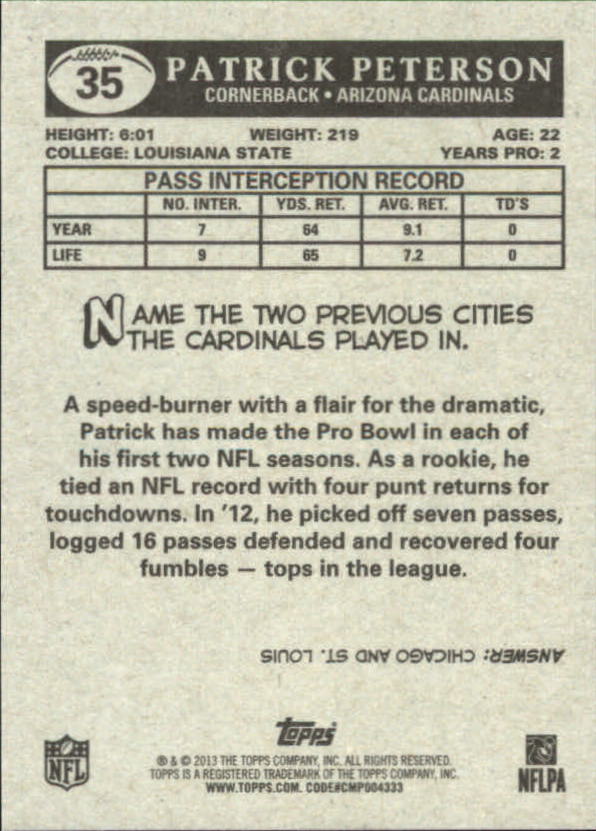 35
PATRICK PETERSON
CORNERBACK • ARIZONA CARDINALS
HEIGHT: 6:01 WEIGHT: 219 AGE: 22
COLLEGE: LOUISIANA STATE YEARS PRO: 2
PASS INTERCEPTION RECORD
NO. INTER. YDS. RET. AVG. RET. TD'S
YEAR 7 64 9.1 0
LIFE 9 65 7.2 0
NAME THE TWO PREVIOUS CITIES
THE CARDINALS PLAYED IN.
A speed-burner with a flair for the dramatic,
Patrick has made the Pro Bowl in each of
his first two NFL seasons. As a rookie, he
tied an NFL record with four punt returns for
touchdowns. In '12, he picked off seven passes,
logged 16 passes defended and recovered four
fumbles — tops in the league.
ANSWER: CHICAGO AND ST. LOUIS
topps
® & © 2013 THE TOPPS COMPANY, INC. ALL RIGHTS RESERVED.
TOPPS IS A REGISTERED TRADEMARK OF THE TOPPS COMPANY, INC.
WWW.TOPPS.COM. CODE#CMP004333
NFL
NFLPA